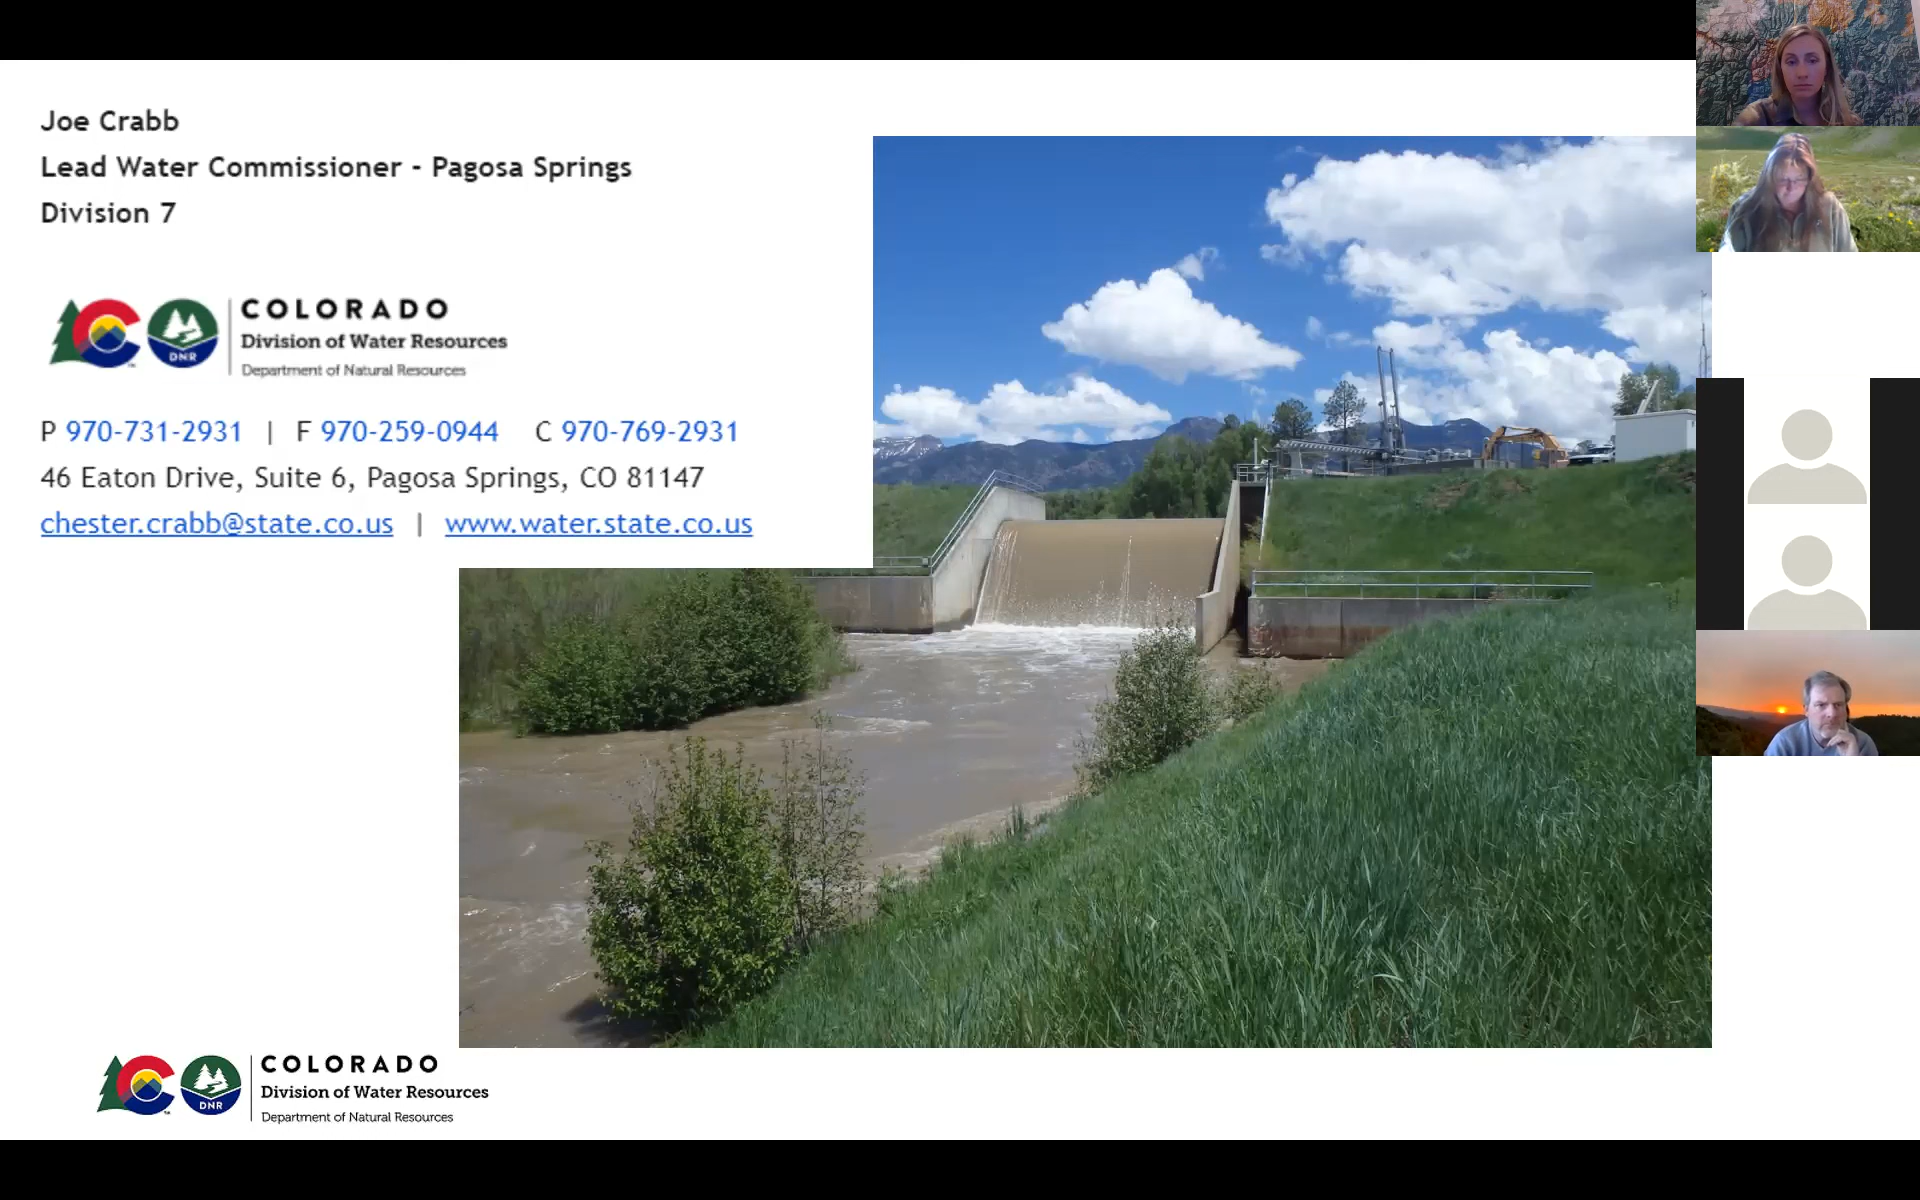 Joe Crabb
Lead Water Commissioner - Pagosa Springs
Division 7
COLORADO
Division of Water Resources
Department of Natural Resources
DNR
P 970-731-2931 | F 970-259-0944 C 970-769-2931
46 Eaton Drive, Suite 6, Pagosa Springs, CO 81147
chester.crabb@state.co.us | www.water.state.co.us
COLORADO
Division of Water Resources
Department of Natural Resources
DNR